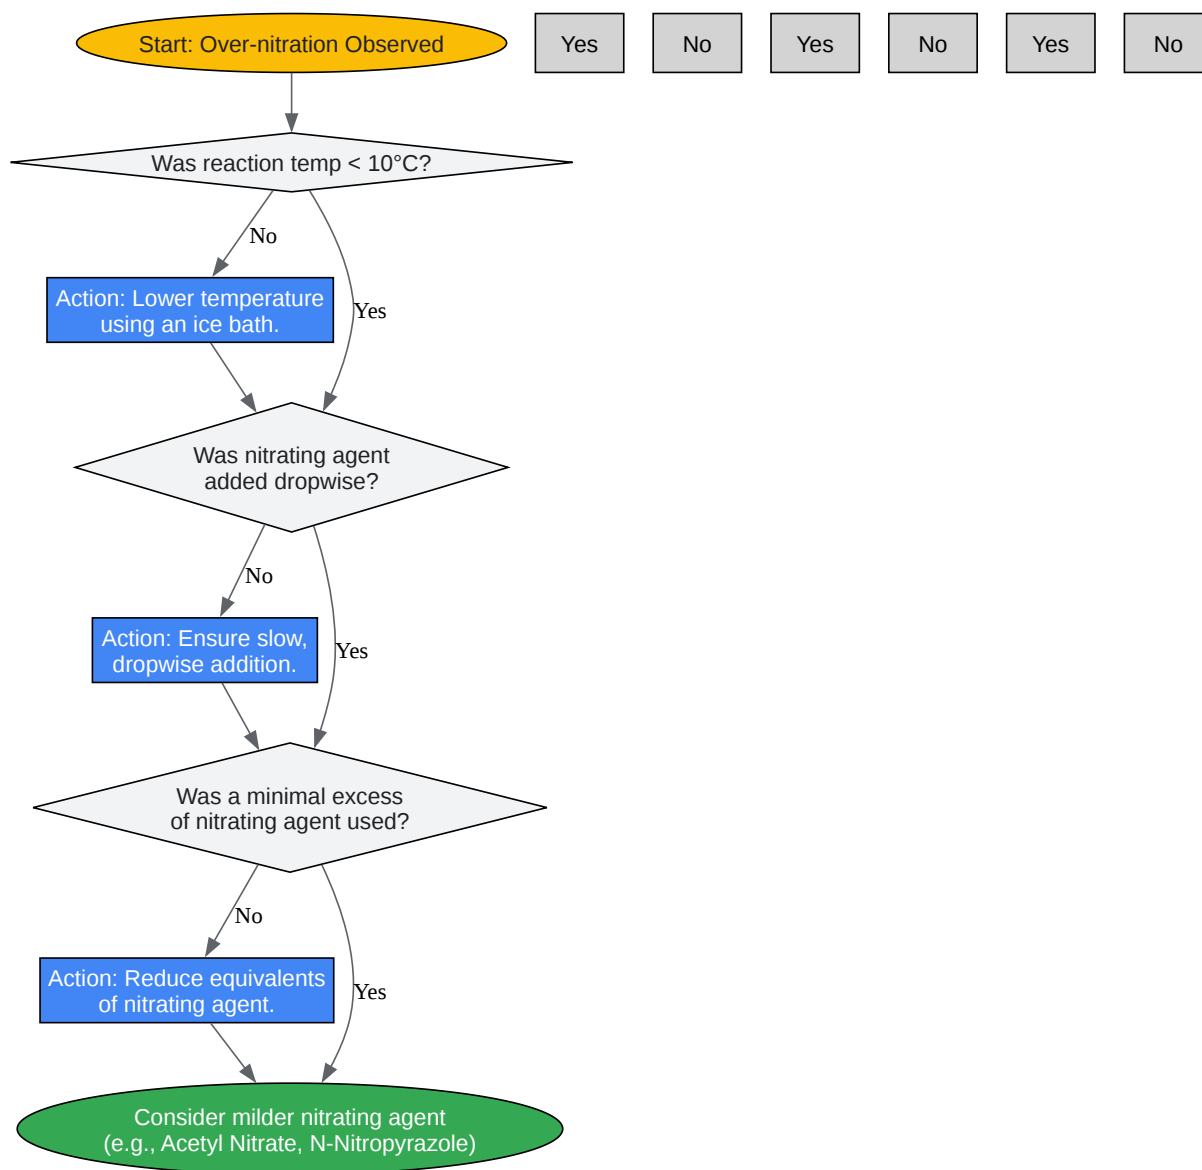 Start: Over-nitration Observed
Yes
No
Yes
No
Yes
No
Was reaction temp < 10°C?
No
Action: Lower temperature
using an ice bath.
Yes
Was nitrating agent
added dropwise?
No
Action: Ensure slow,
dropwise addition.
Yes
Was a minimal excess
of nitrating agent used?
No
Action: Reduce equivalents
of nitrating agent.
Yes
Consider milder nitrating agent
(e.g., Acetyl Nitrate, N-Nitropyrazole)